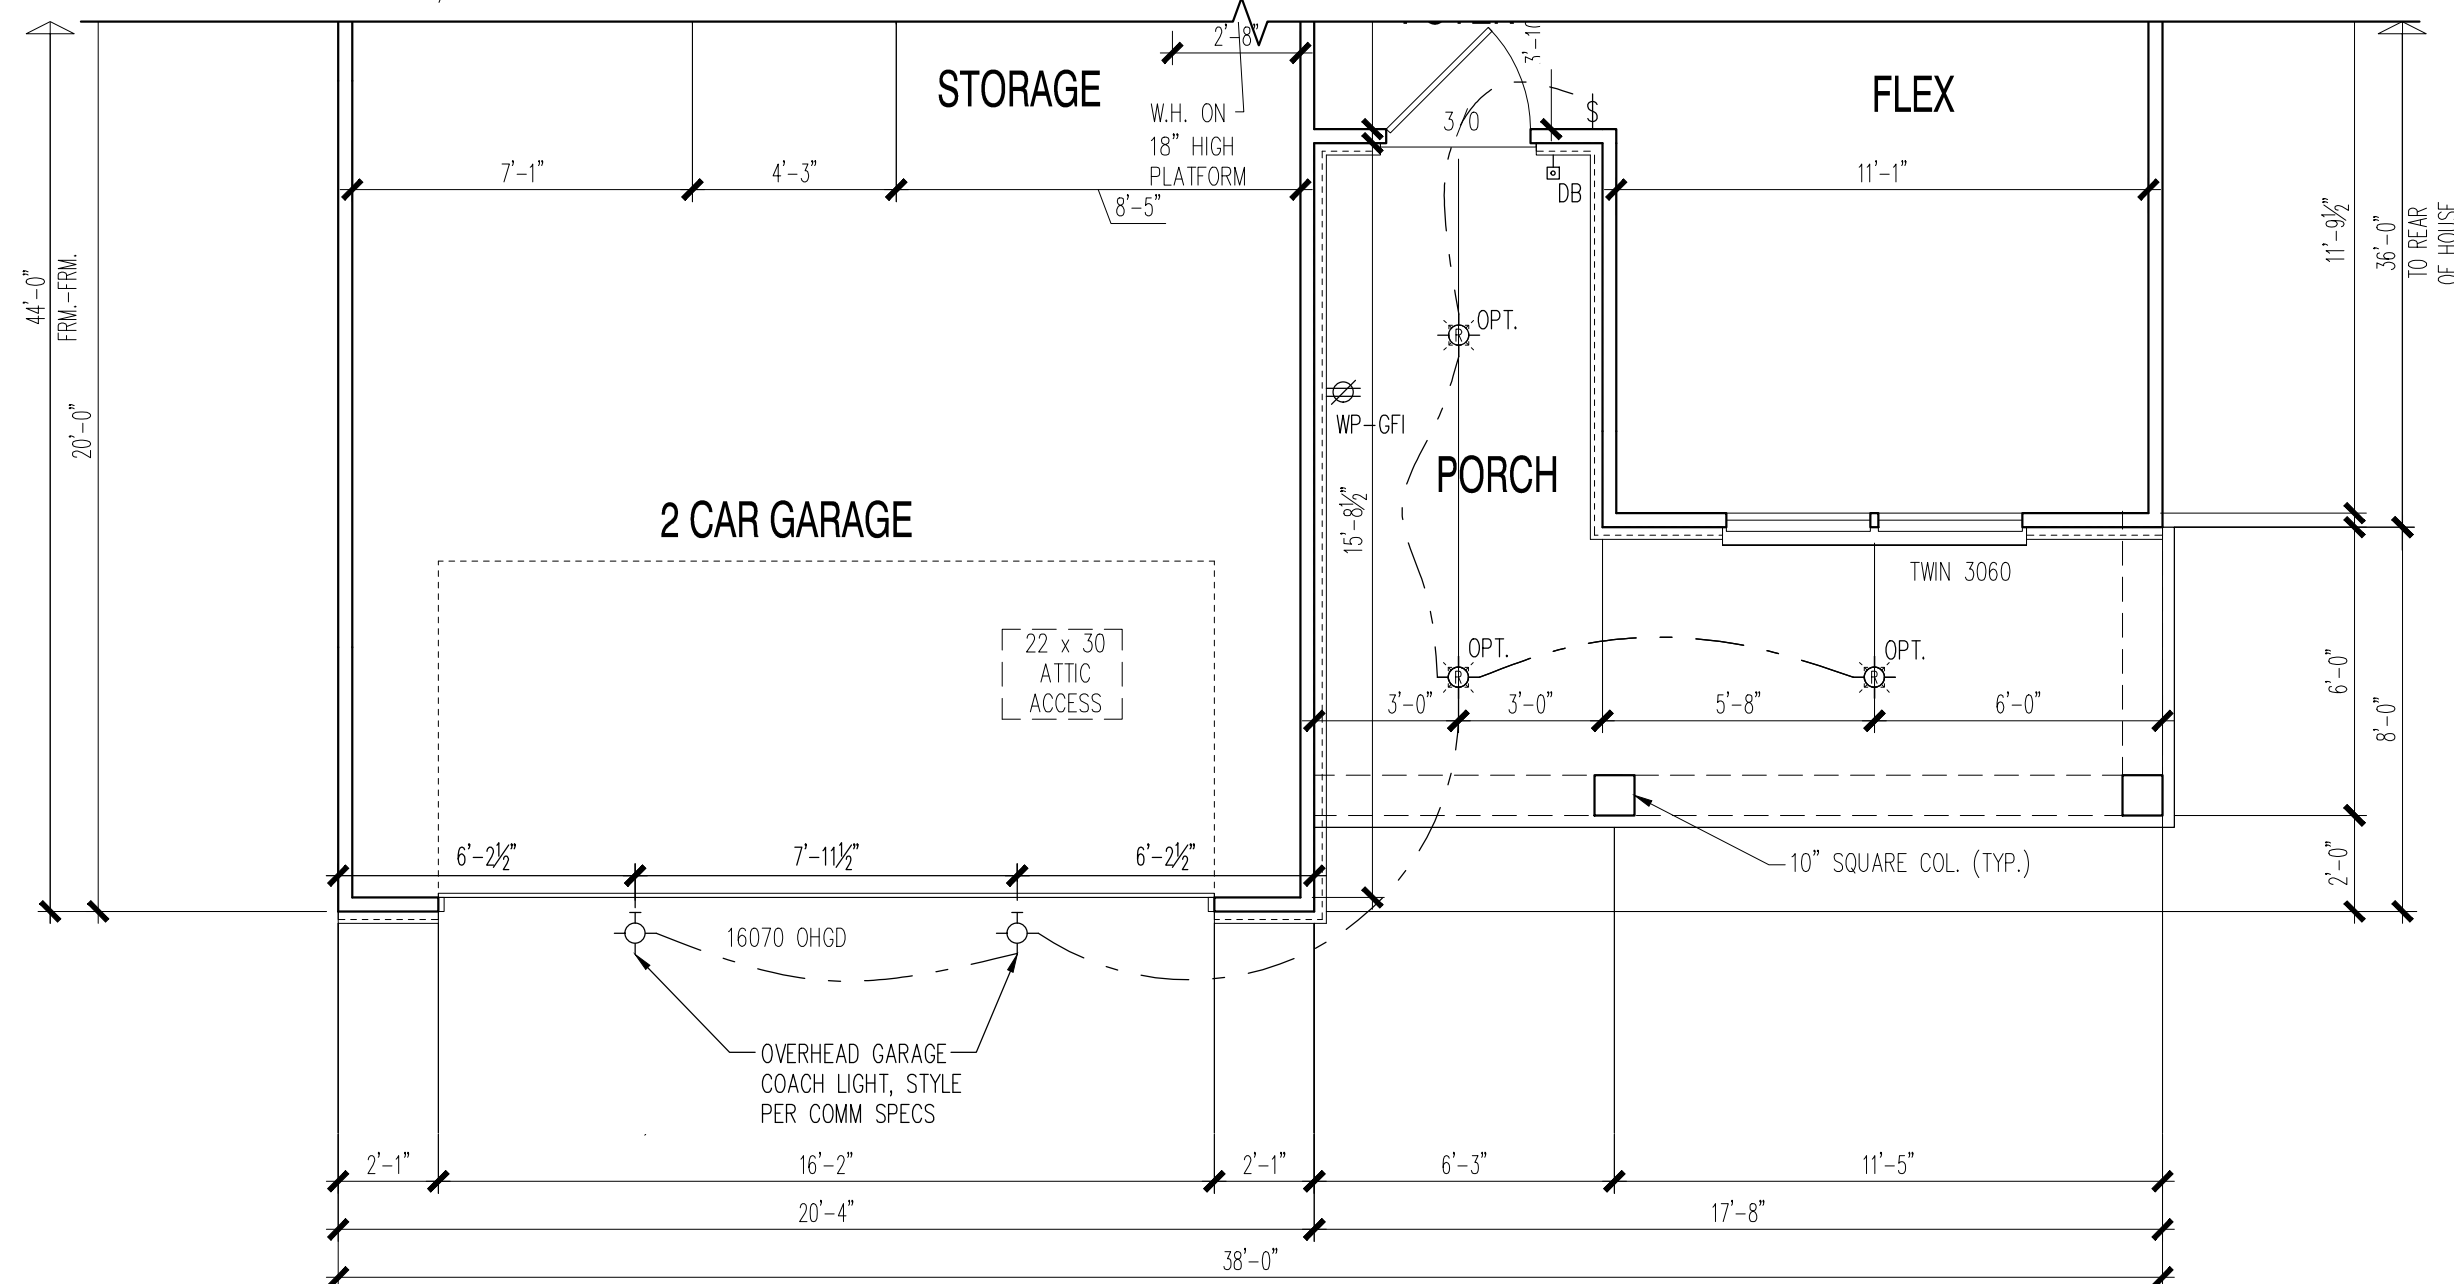 2'-8"
STORAGE
FLEX
W.H. ON
18" HIGH
PLATFORM
3/0
S
DB
7'-1"
4'-3"
8'-5"
11'-1"
11'-9½"
36'-0"
TO REAR
OF HOUSE
44'-0"
FRM.-FRM.
20'-0"
OPT.
WP-GFI
PORCH
15'-8½"
2 CAR GARAGE
TWIN 3060
22 x 30
ATTIC
ACCESS
R
OPT.
R
OPT.
R
3'-0"
3'-0"
5'-8"
6'-0"
6'-0"
8'-0"
6'-2½"
7'-11½"
6'-2½"
10" SQUARE COL. (TYP.)
2'-0"
16070 OHGD
OVERHEAD GARAGE
COACH LIGHT, STYLE
PER COMM SPECS
2'-1"
16'-2"
2'-1"
6'-3"
11'-5"
20'-4"
17'-8"
38'-0"